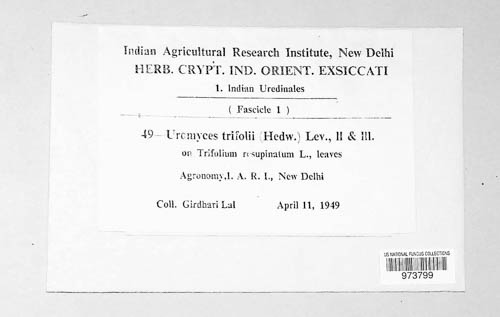 Indian Agricultural Research Institute, New Delhi
HERB. CRYPT. IND. ORIENT. EXSICCATI
1. Indian Uredinales
( Fascicle 1 )
49—Uromyces trifolii (Hedw.) Lev., II & III.
on Trifolium resupinatum L., leaves
Agronomy,I. A. R. I., New Delhi
Coll. Girdhari Lal April 11, 1949
US NATIONAL FUNGUS COLLECTIONS
973799